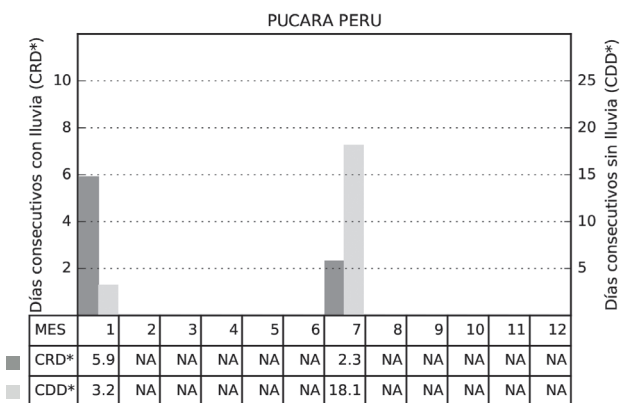 PUCARA PERU
Días consecutivos con lluvia (CRD*)
10
8
6
4
2
25
20
15
10
5
Días consecutivos sin lluvia (CDD*)
MES 1 2 3 4 5 6 7 8 9 10 11 12
CRD* 5.9 NA NA NA NA NA 2.3 NA NA NA NA NA
CDD* 3.2 NA NA NA NA NA 18.1 NA NA NA NA NA